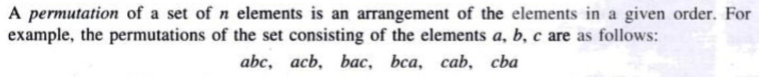 A permutation of a set of n elements is an arrangement of the elements in a given order. For
example, the permutations of the set consisting of the elements a, b, c are as follows:
abc, acb, bac, bca, cab, cba